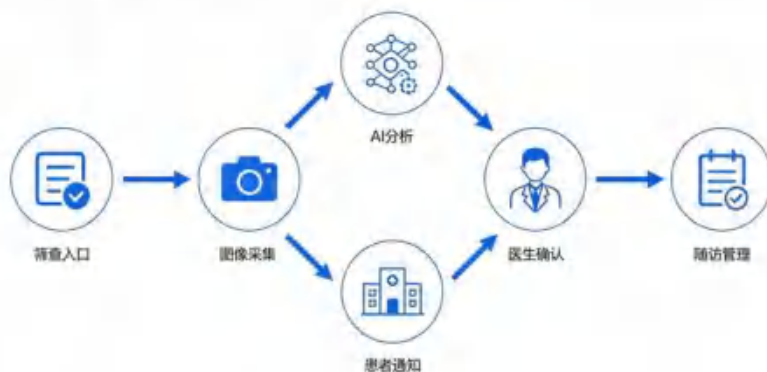 AI分析
筛查入口
图像采集
医生确认
随访管理
患者通知